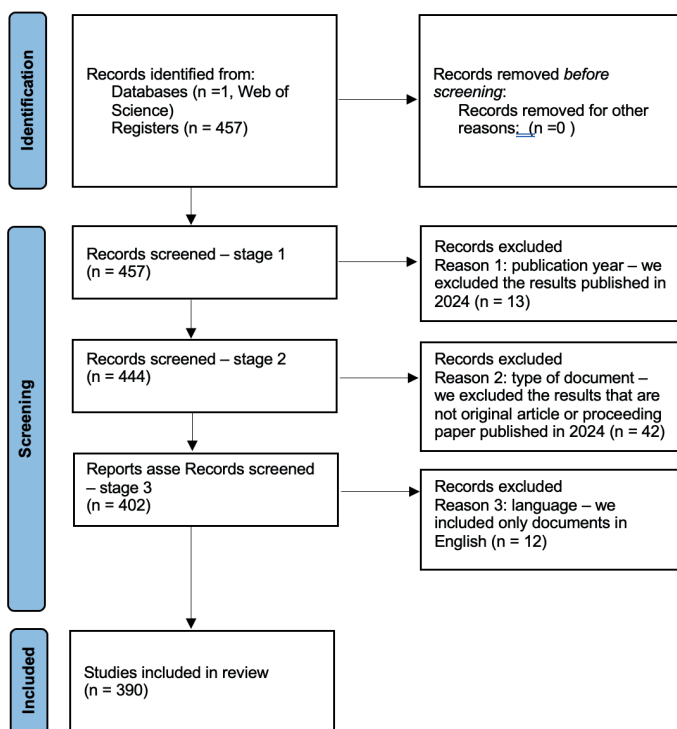 Identification
Records identified from:
Databases (n =1, Web of
Science)
Registers (n = 457)
Records removed before
screening:
Records removed for other
reasons; (n =0 )
Screening
Records screened – stage 1
(n = 457)
Records excluded
Reason 1: publication year – we
excluded the results published in
2024 (n = 13)
Records screened – stage 2
(n = 444)
Records excluded
Reason 2: type of document –
we excluded the results that are
not original article or proceeding
paper published in 2024 (n = 42)
Reports asse Records screened
– stage 3
(n = 402)
Records excluded
Reason 3: language – we
included only documents in
English (n = 12)
Included
Studies included in review
(n = 390)